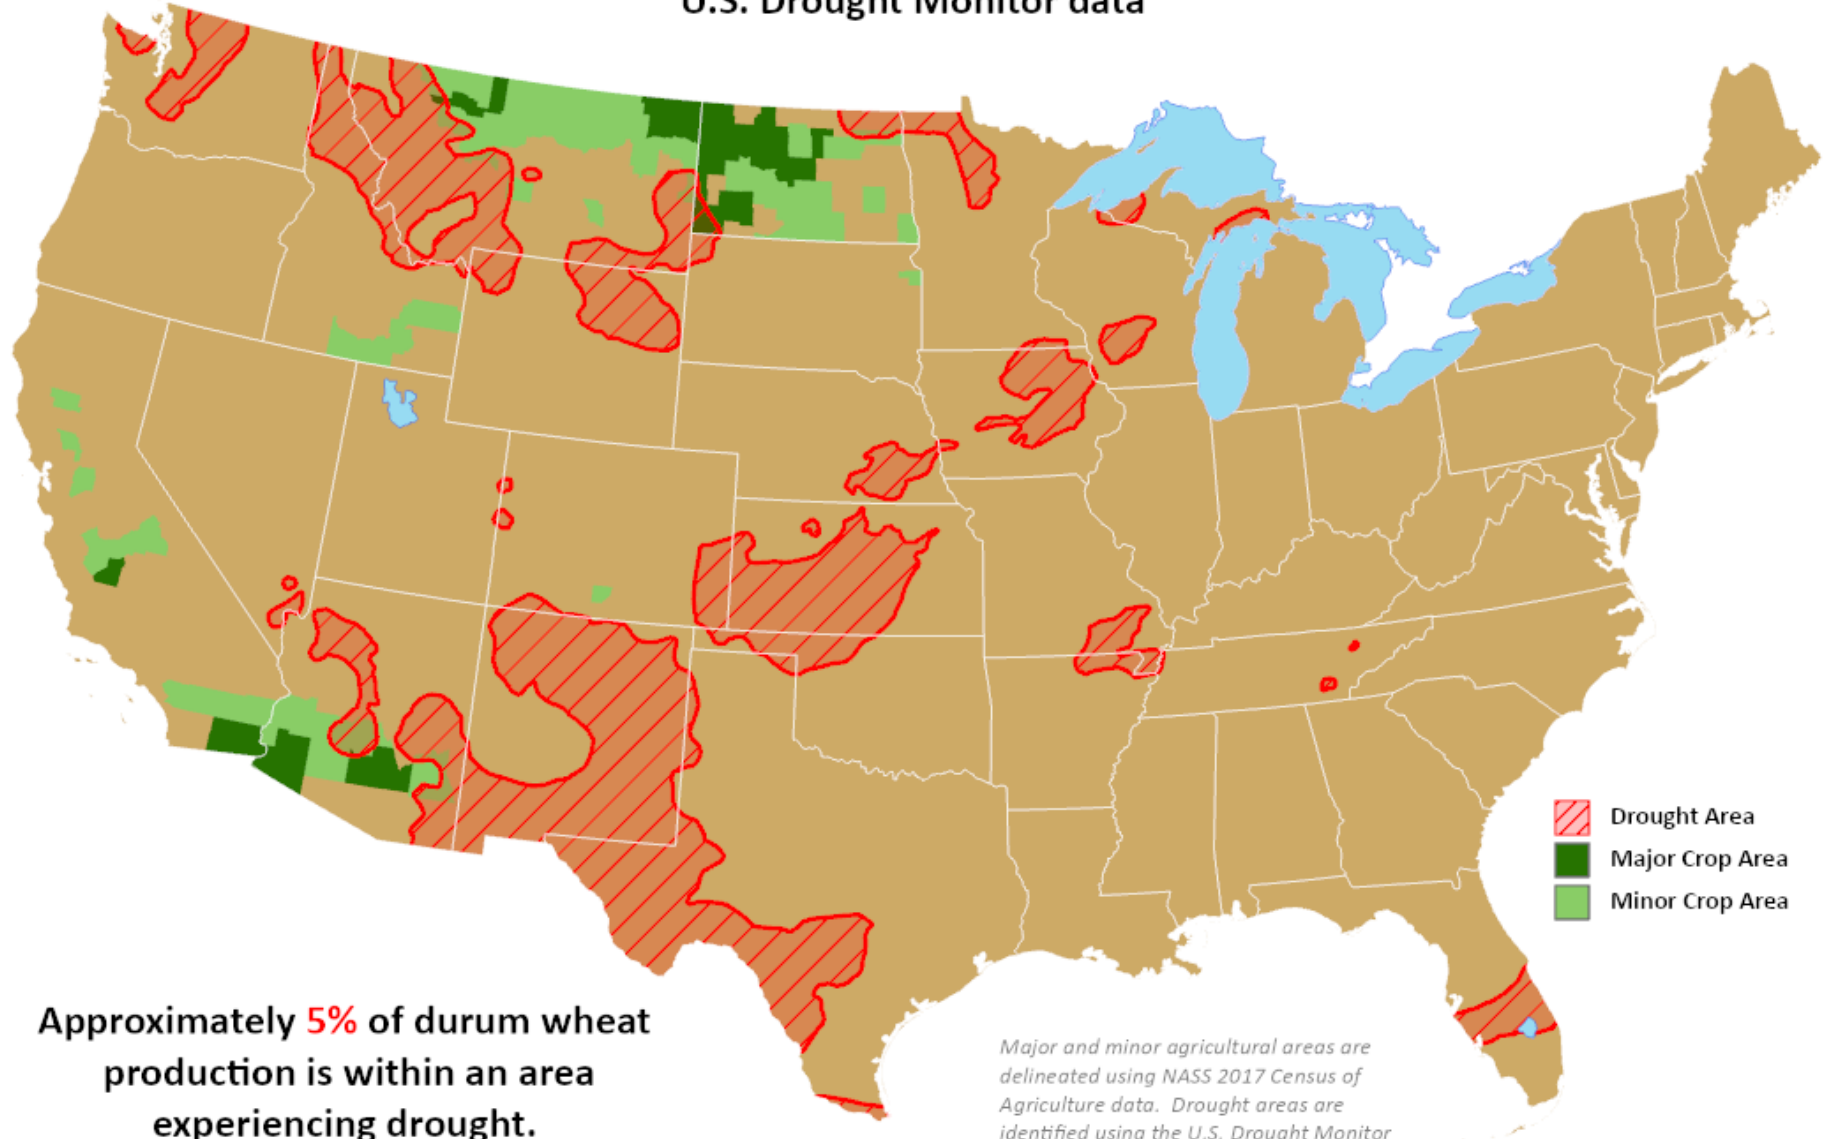 U.S. Drought Monitor data
Drought Area
Major Crop Area
Minor Crop Area
Approximately 5% of durum wheat
production is within an area
experiencing drought.
Major and minor agricultural areas are
delineated using NASS 2017 Census of
Agriculture data. Drought areas are
identified using the U.S. Drought Monitor